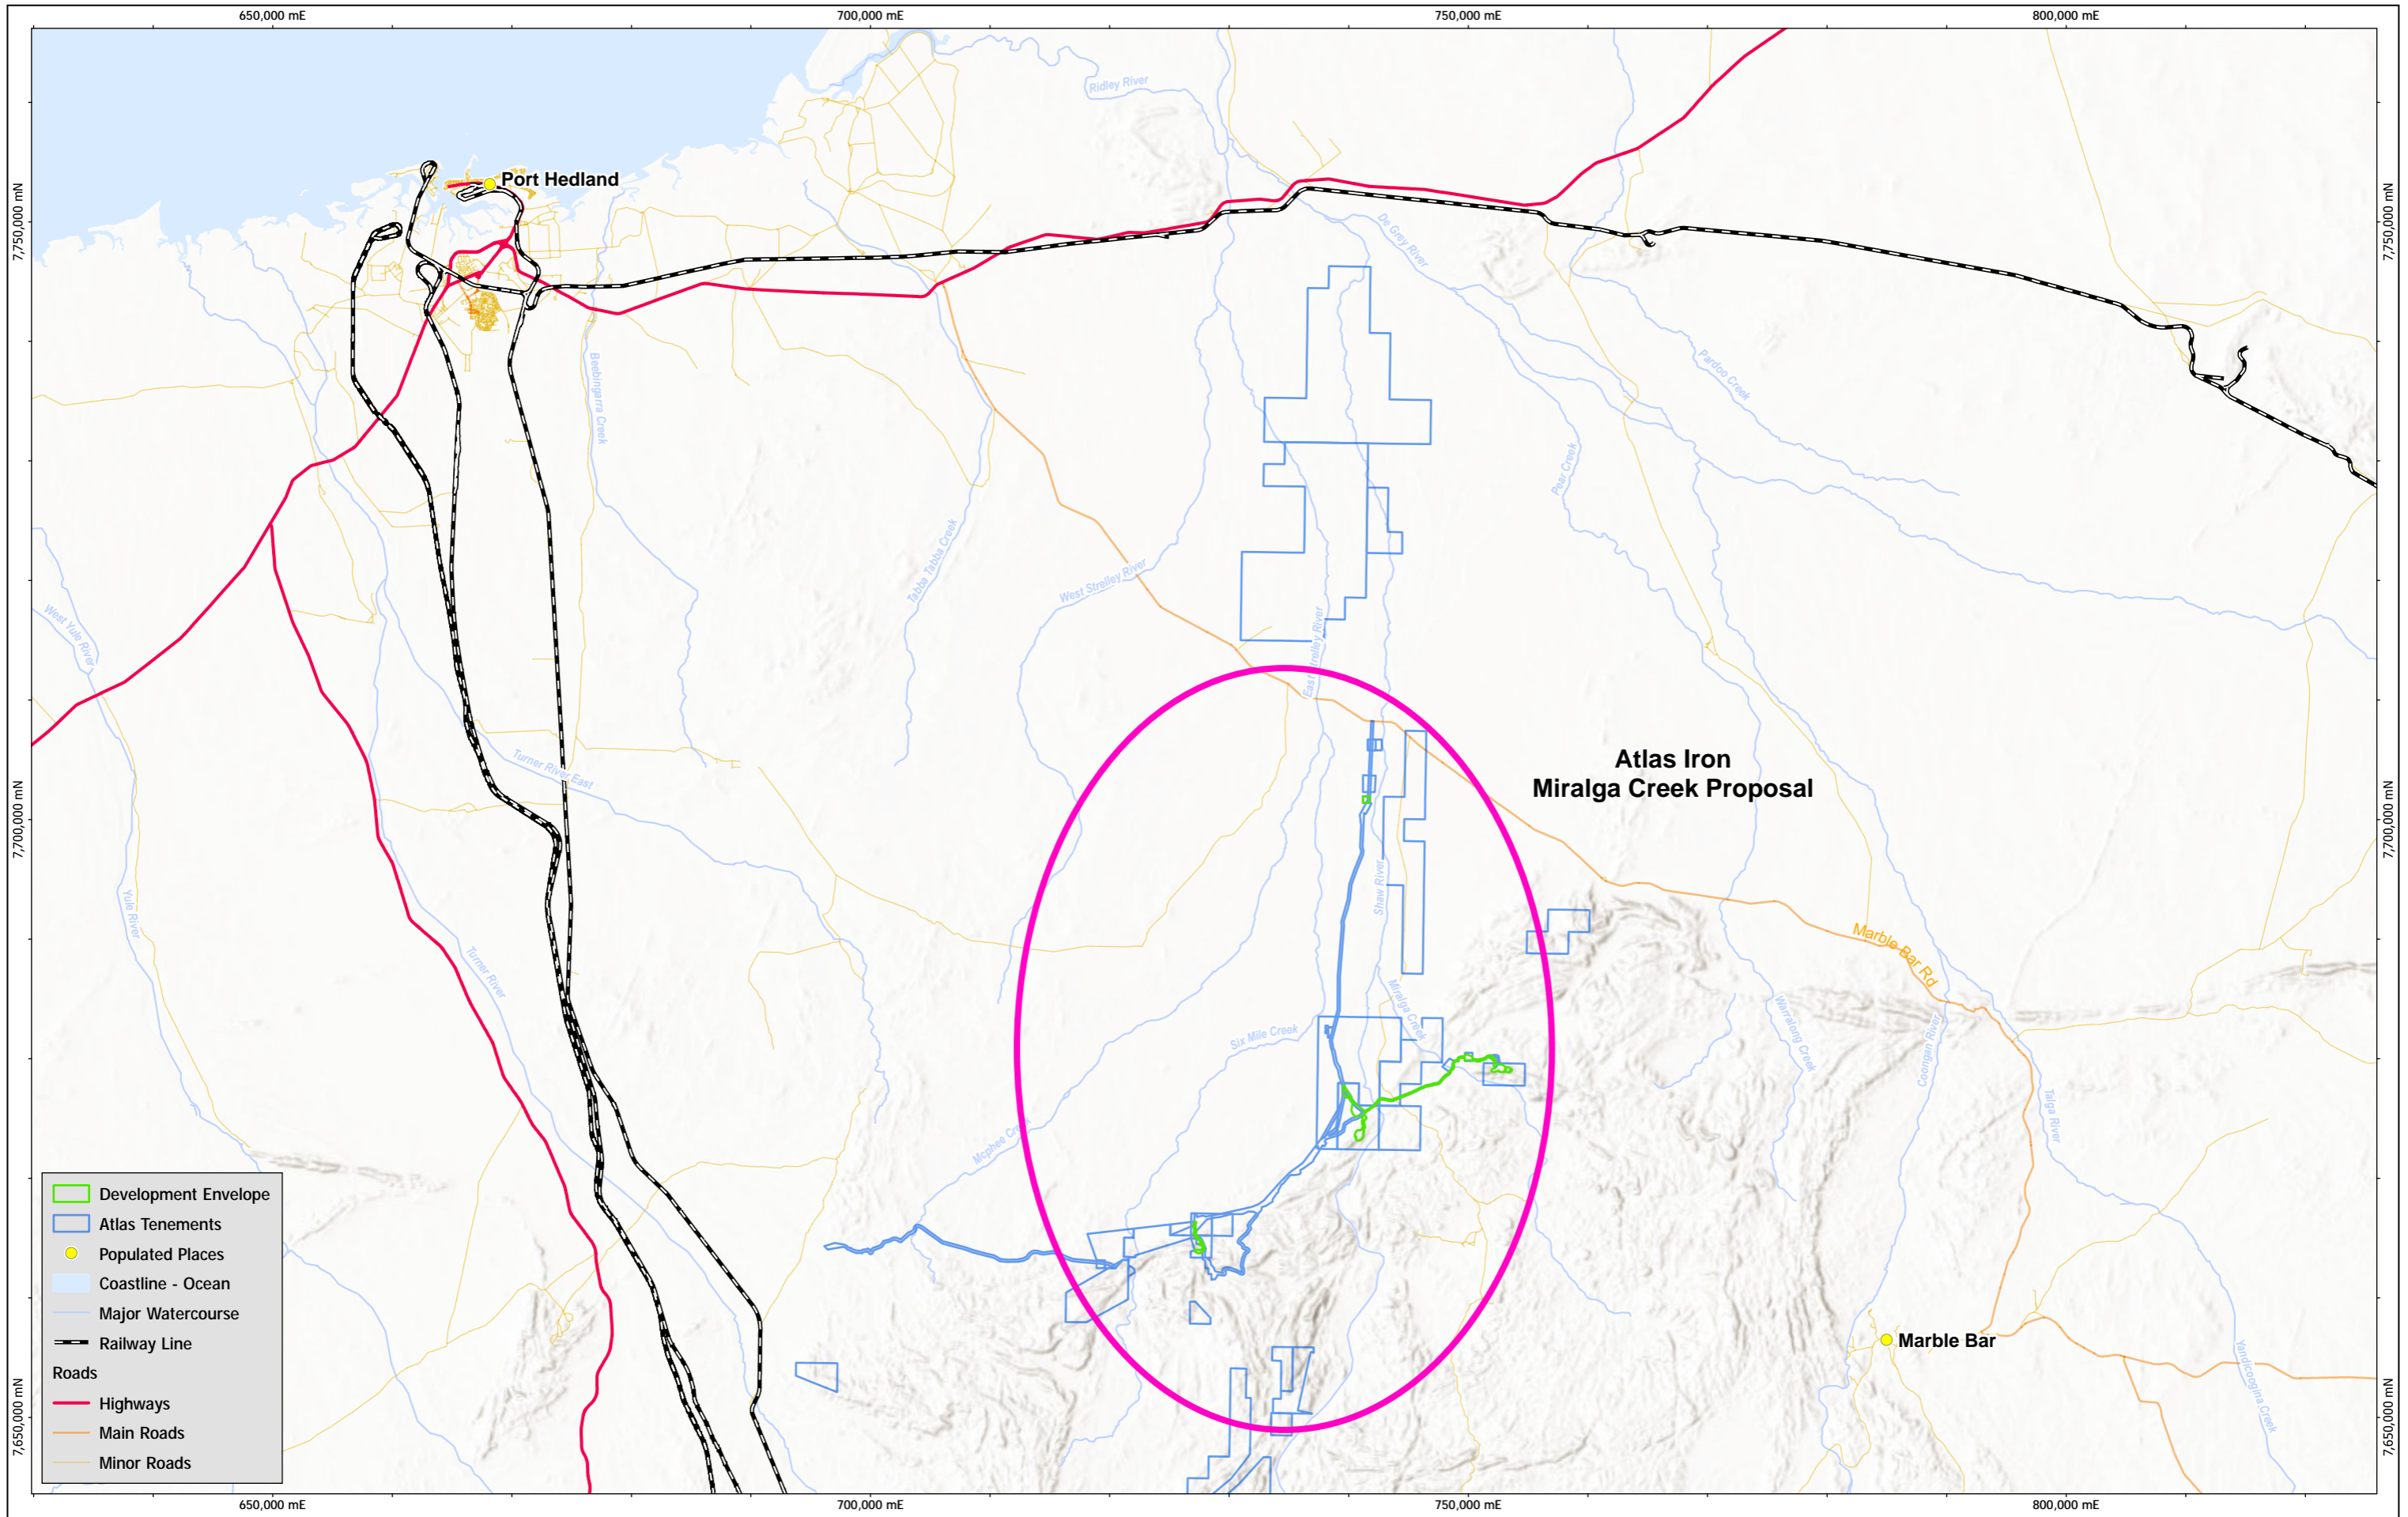 650,000 mE
700,000 mE
750,000 mE
800,000 mE
Ridley River
Port Hedland
7,750,000 mN
7,750,000 mN
De Grey River
Beebingarra Creek
Pardoo Creek
Pear Creek
Tabba Tabba Creek
West Strelley River
East Strelley River
West Yule River
Turner River East
Atlas Iron
Miralga Creek Proposal
7,700,000 mN
7,700,000 mN
Shaw River
Yule River
Turner River
Marble Bar Rd
Miralga Creek
Warralong Creek
Coongan River
Six Mile Creek
Talga River
Mcphee Creek
Development Envelope
Atlas Tenements
Populated Places
Coastline - Ocean
Major Watercourse
Railway Line
Roads
Highways
Main Roads
Minor Roads
Marble Bar
Yandicoogina Creek
7,650,000 mN
7,650,000 mN
650,000 mE
700,000 mE
750,000 mE
800,000 mE